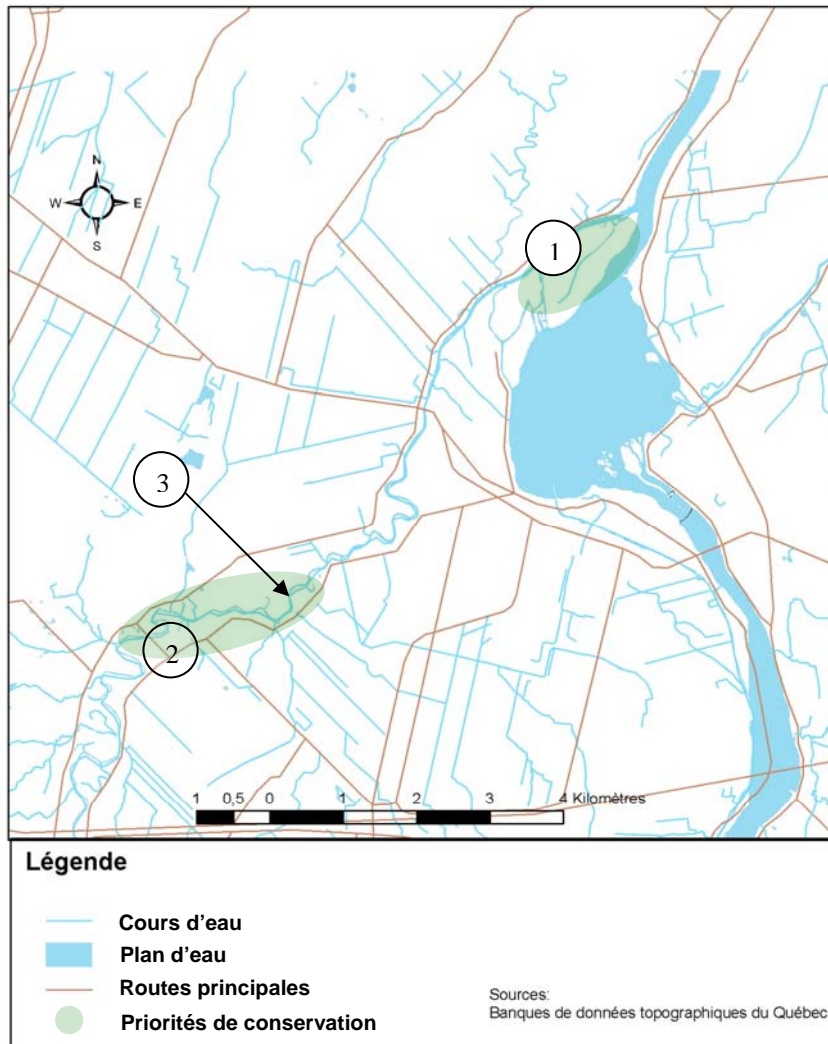 N
W E
S
1
3
2
1 0,5 0 1 2 3 4 Kilomètres
Légende
Cours d'eau
Plan d'eau
Routes principales
Priorités de conservation
Sources:
Banques de données topographiques du Québec